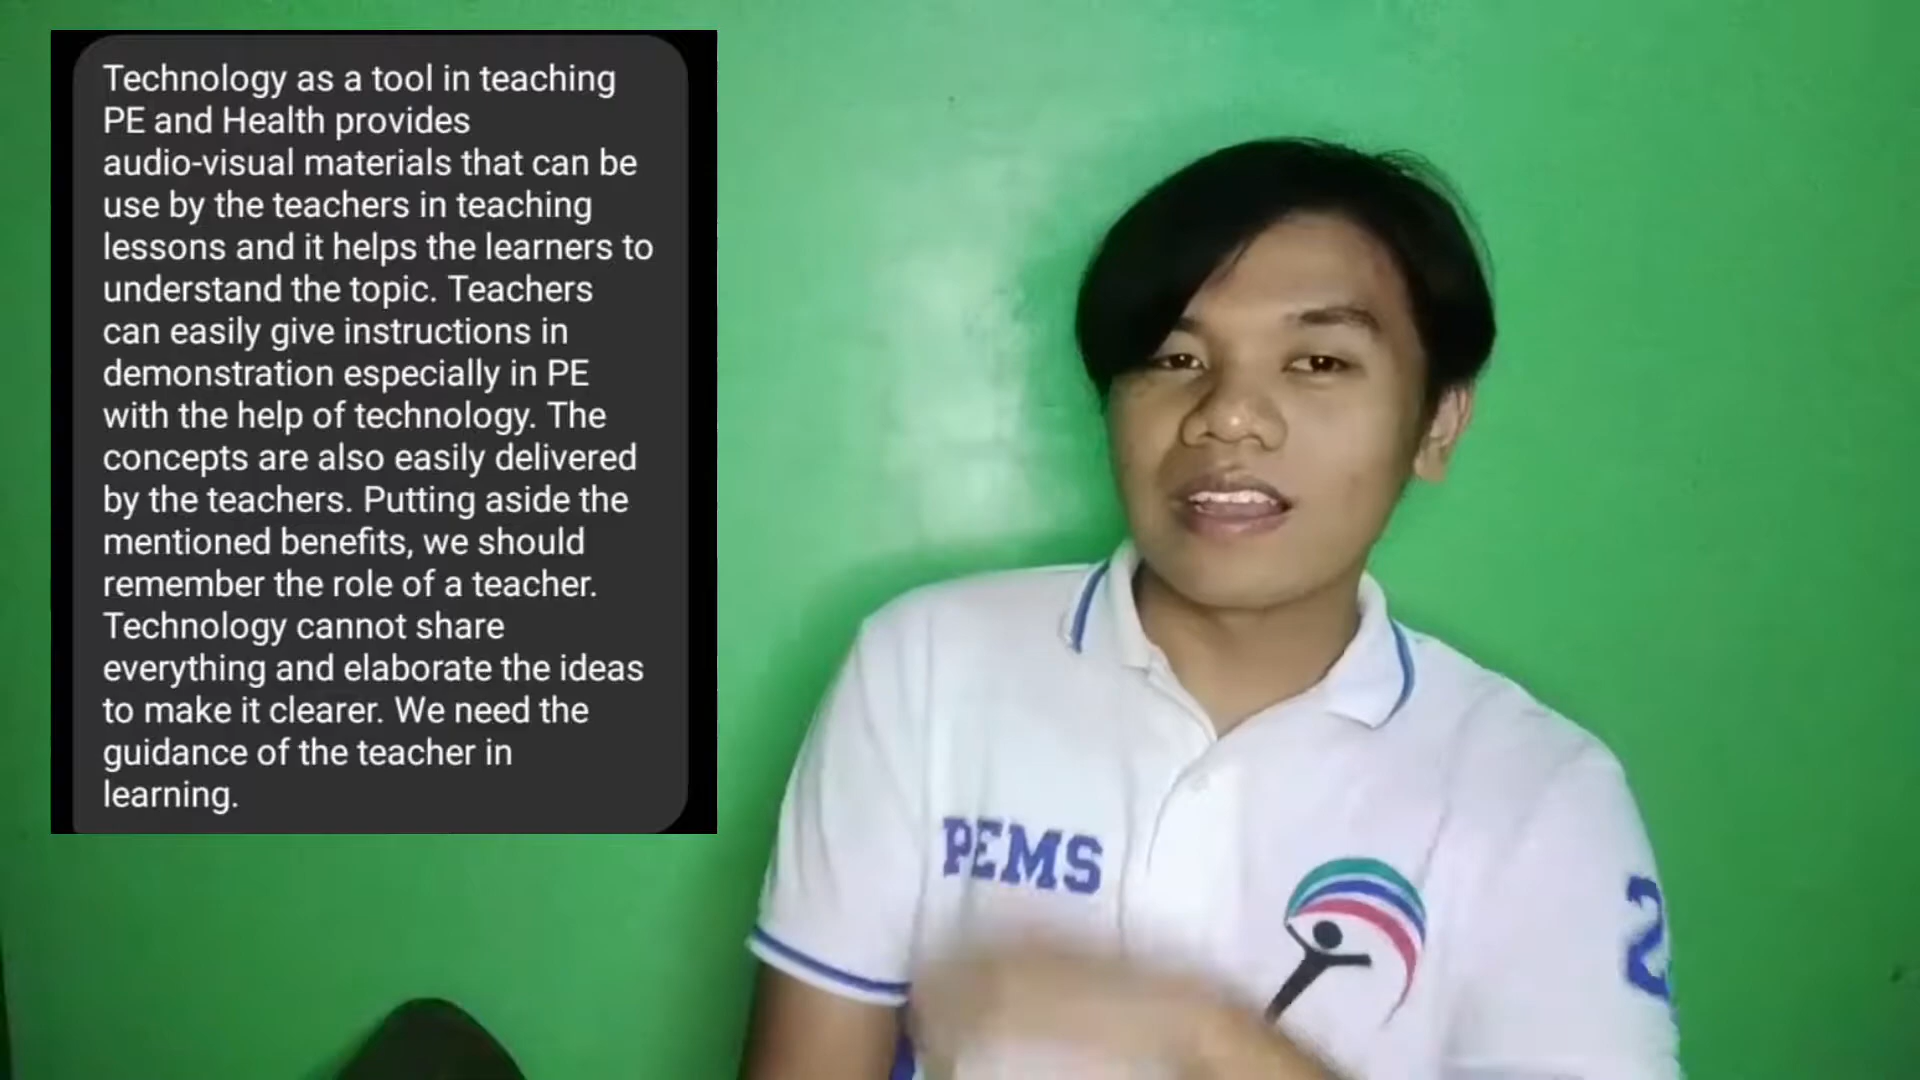 Technology as a tool in teaching
PE and Health provides
audio-visual materials that can be
use by the teachers in teaching
lessons and it helps the learners to
understand the topic. Teachers
can easily give instructions in
demonstration especially in PE
with the help of technology. The
concepts are also easily delivered
by the teachers. Putting aside the
mentioned benefits, we should
remember the role of a teacher.
Technology cannot share
everything and elaborate the ideas
to make it clearer. We need the
guidance of the teacher in
learning.
PEMS
2